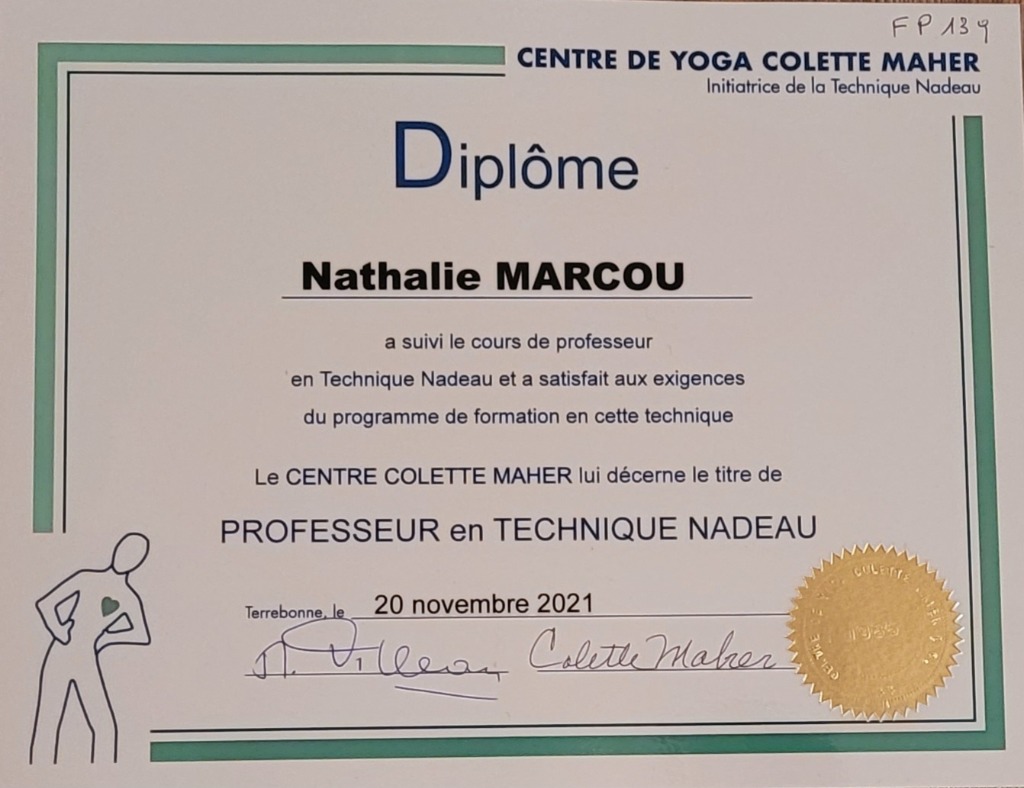 FP139
CENTRE DE YOGA COLETTE MAHER
Initiatrice de la Technique Nadeau
Diplôme
Nathalie MARCOU
a suivi le cours de professeur
en Technique Nadeau et a satisfait aux exigences
du programme de formation en cette technique
Le CENTRE COLETTE MAHER lui décerne le titre de
PROFESSEUR en TECHNIQUE NADEAU
Terrebonne, le 20 novembre 2021
Colette Maher